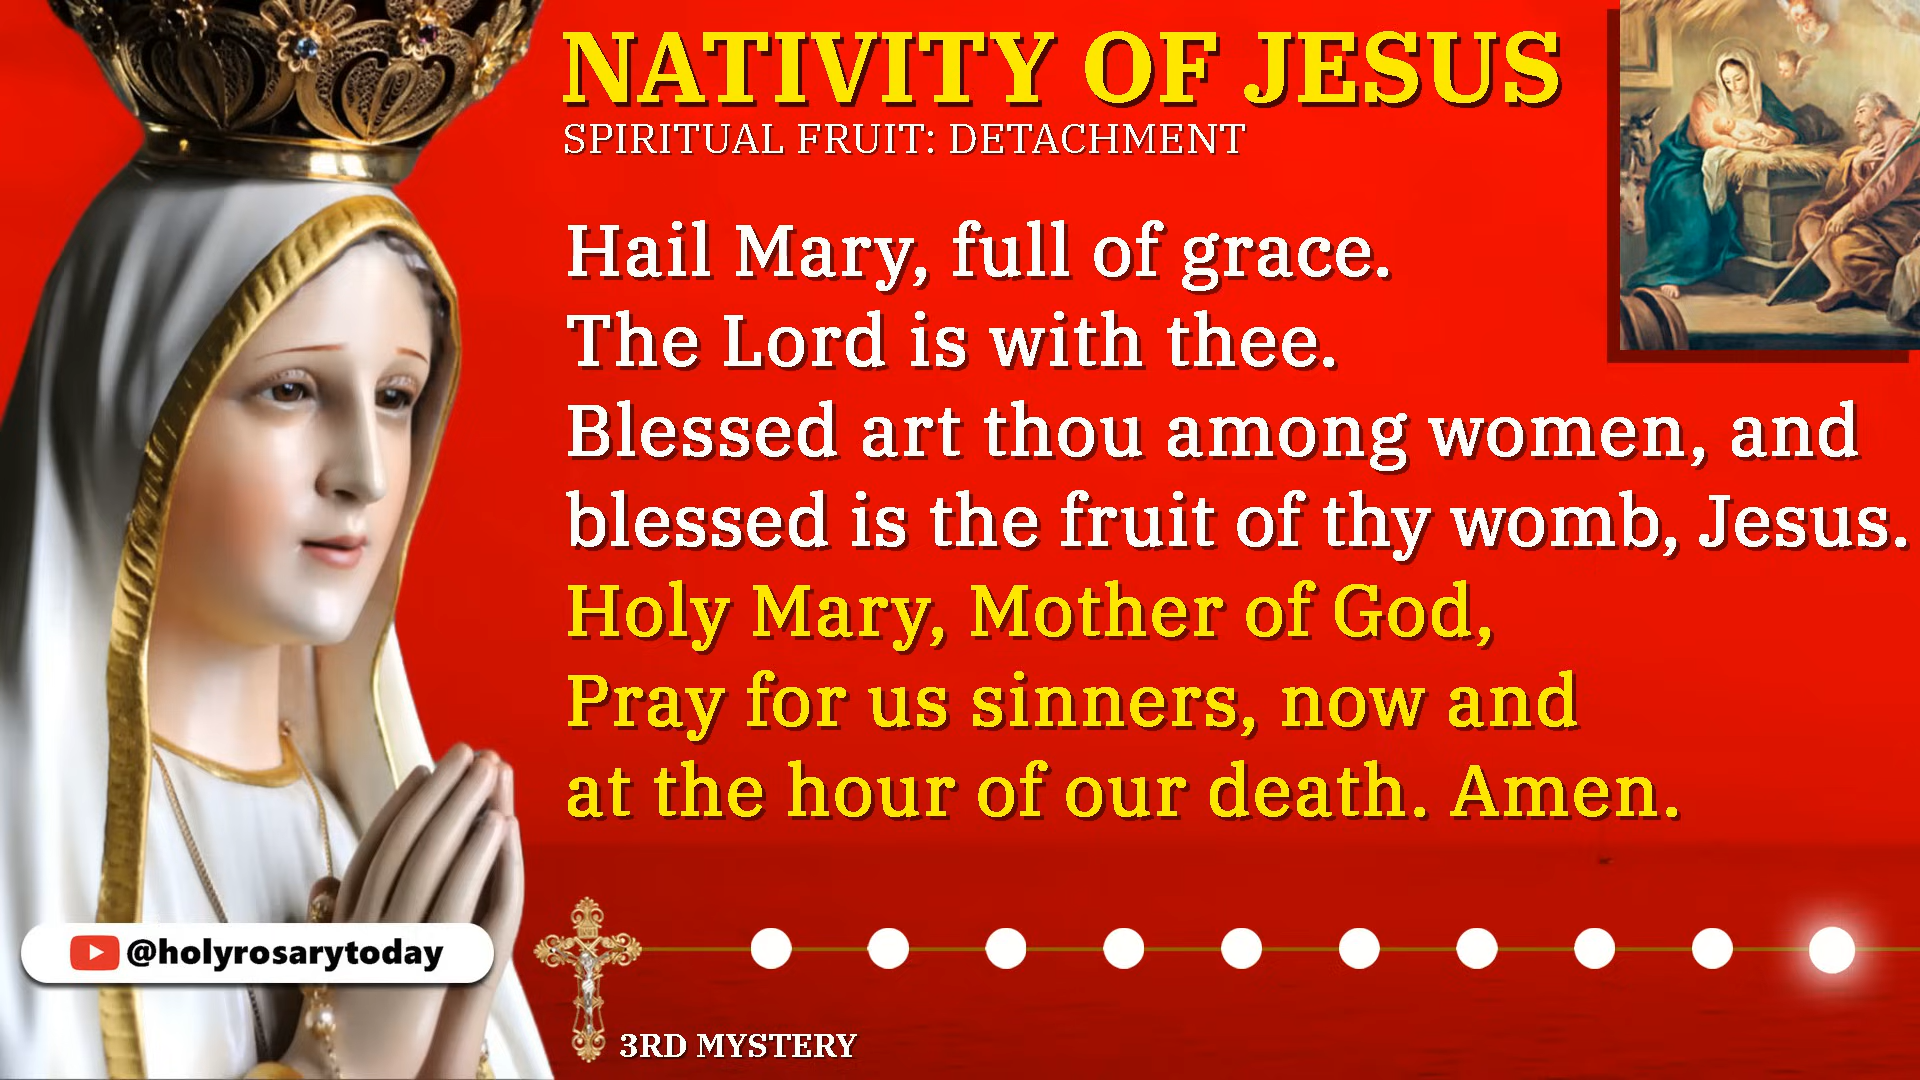 NATIVITY OF JESUS
SPIRITUAL FRUIT: DETACHMENT
Hail Mary, full of grace.
The Lord is with thee.
Blessed art thou among women, and
blessed is the fruit of thy womb, Jesus.
Holy Mary, Mother of God,
Pray for us sinners, now and
at the hour of our death. Amen.
@holyrosarytoday
3RD MYSTERY